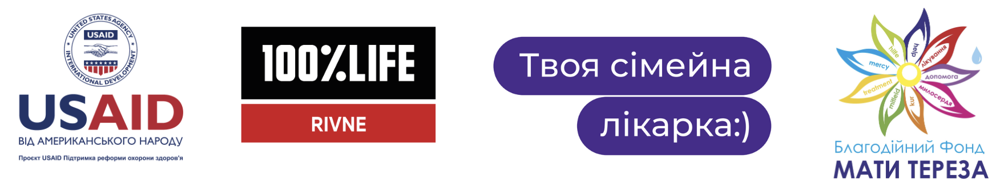 UNITED STATES AGENCY
USAID
INTERNATIONAL DEVELOPMENT
USAID
ВІД АМЕРИКАНСЬКОГО НАРОДУ
Проєкт USAID Підтримка реформи охорони здоров'я
100%LIFE
RIVNE
Твоя сімейна
лікарка:)
hilfe
help
лікування
mercy
допомога
treatment
милосердя
mitleid
kur
Благодійний Фонд
МАТИ ТЕРЕЗА